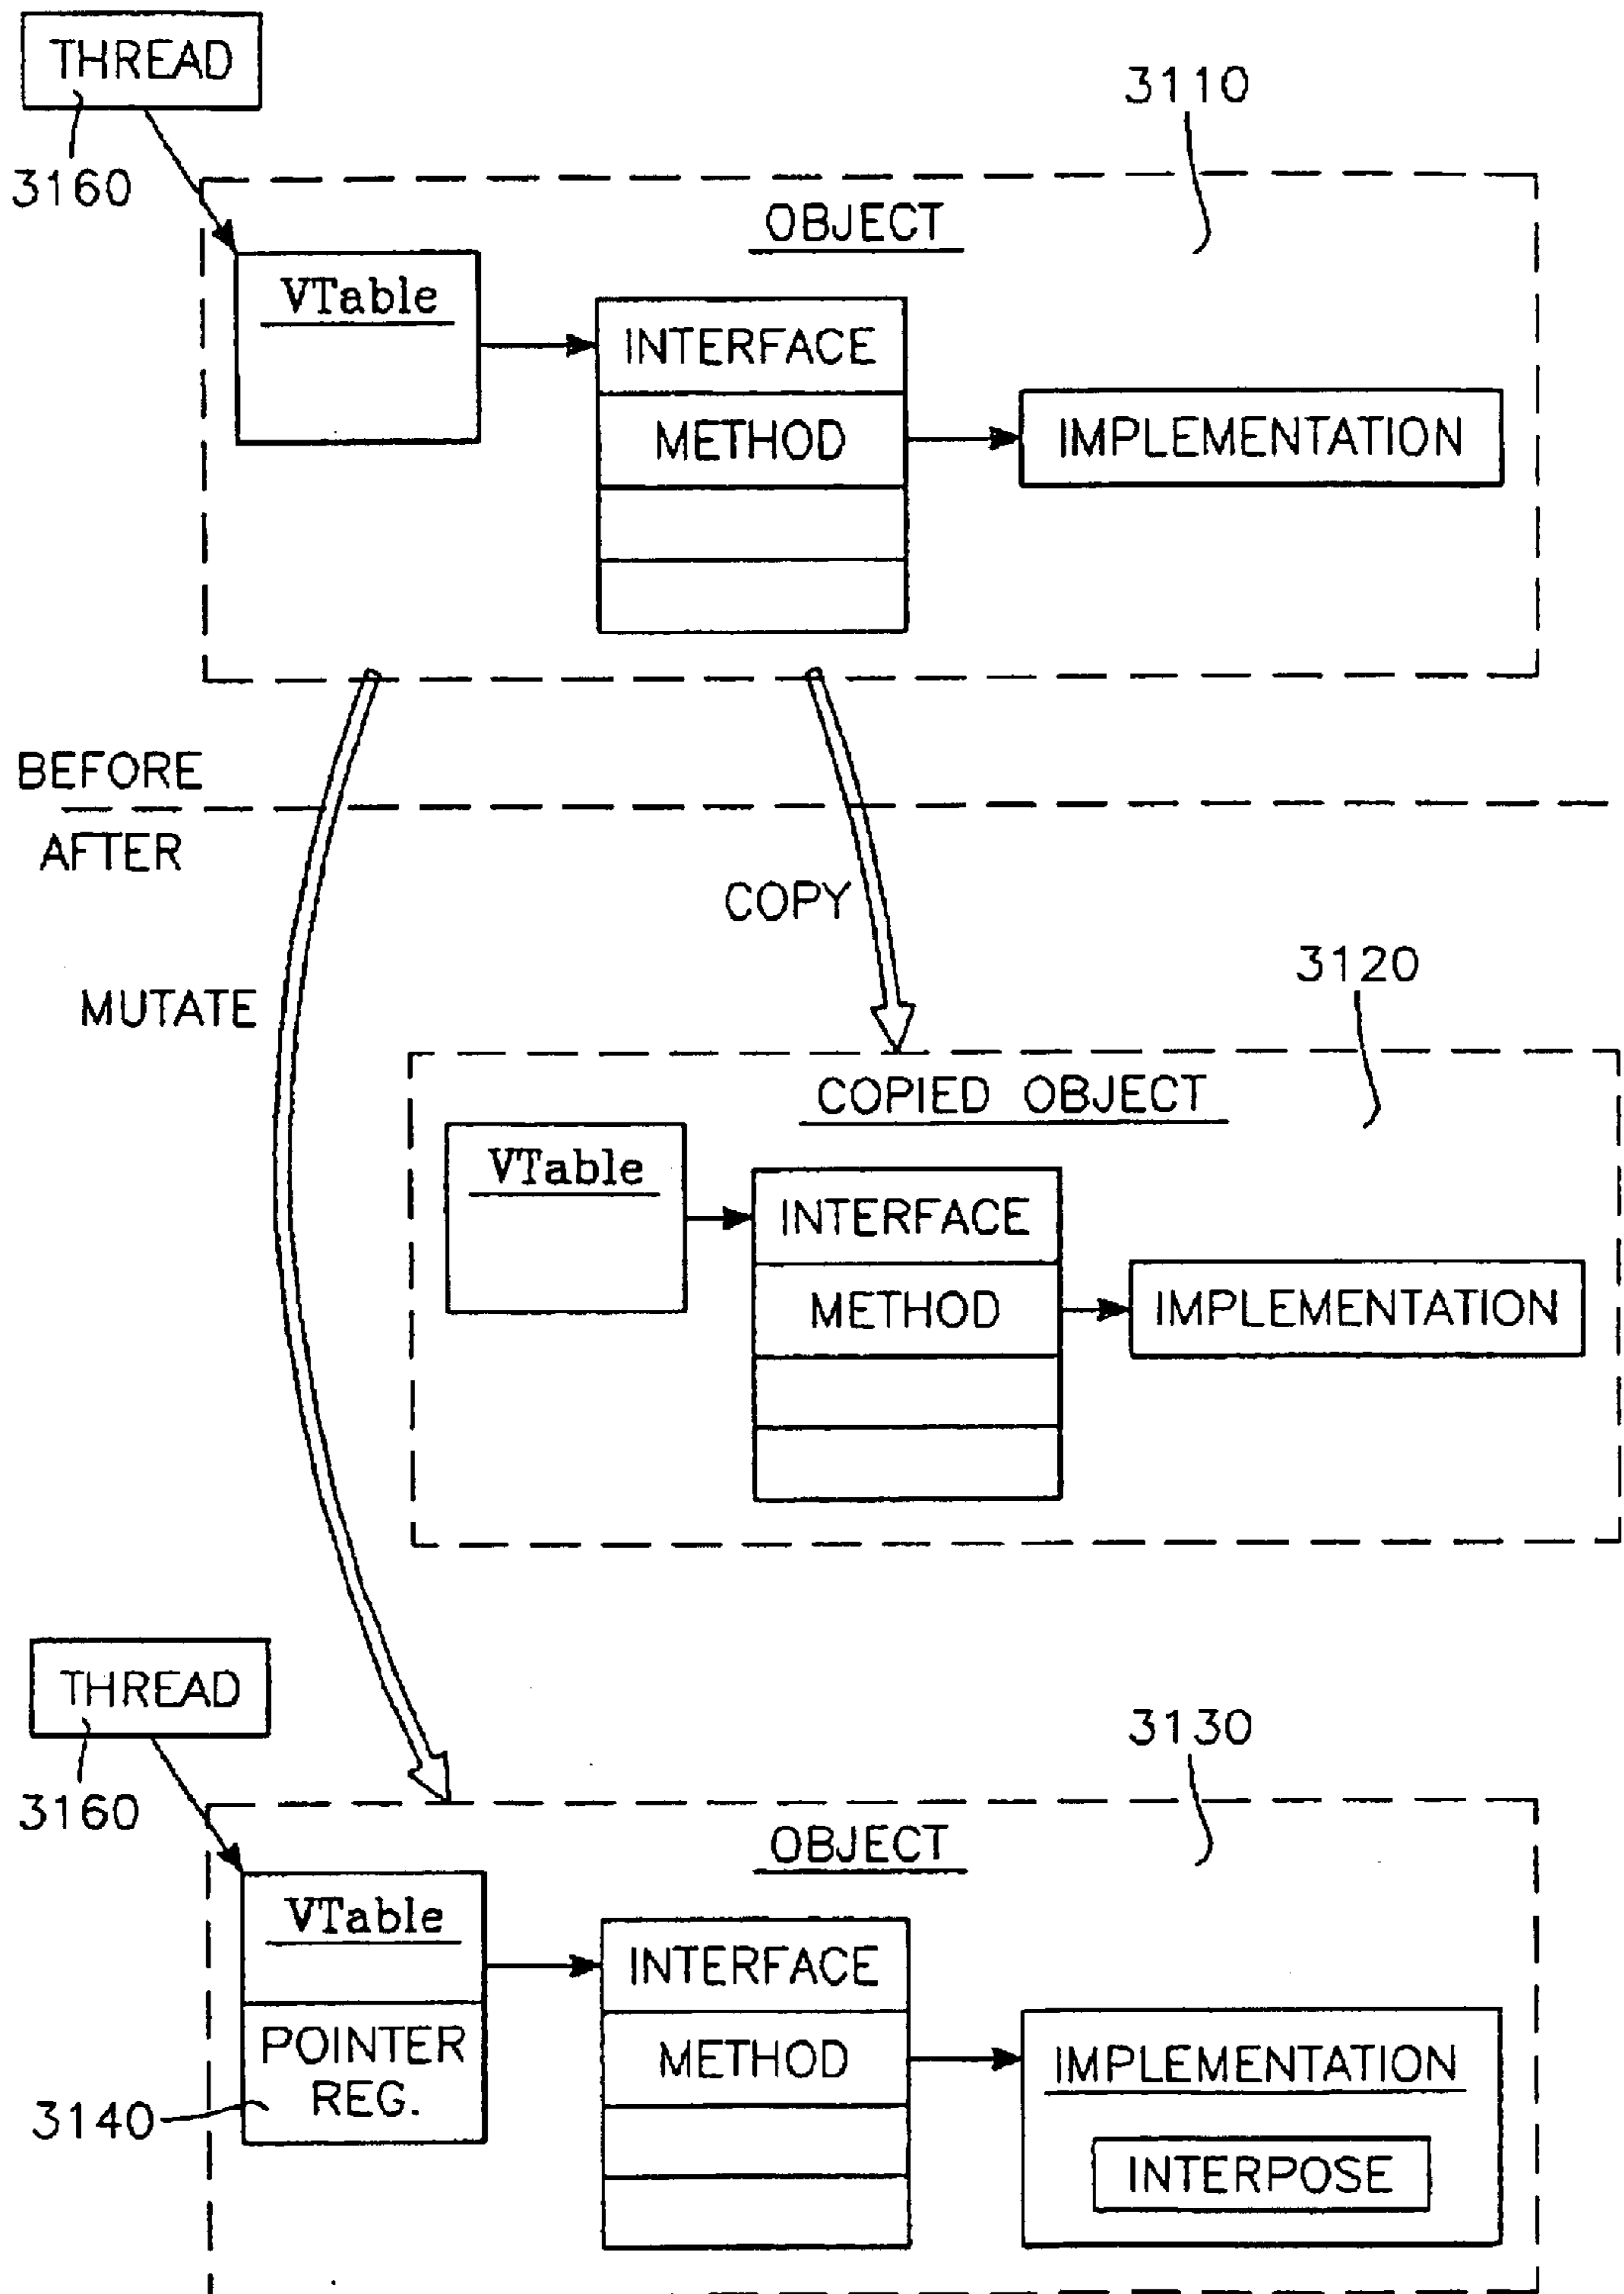 THREAD
3110
3160
OBJECT
VTable
INTERFACE
METHOD
IMPLEMENTATION
BEFORE
AFTER
COPY
MUTATE
3120
COPIED OBJECT
VTable
INTERFACE
METHOD
IMPLEMENTATION
THREAD
3130
3160
OBJECT
VTable
INTERFACE
POINTER
REG.
METHOD
IMPLEMENTATION
3140
INTERPOSE